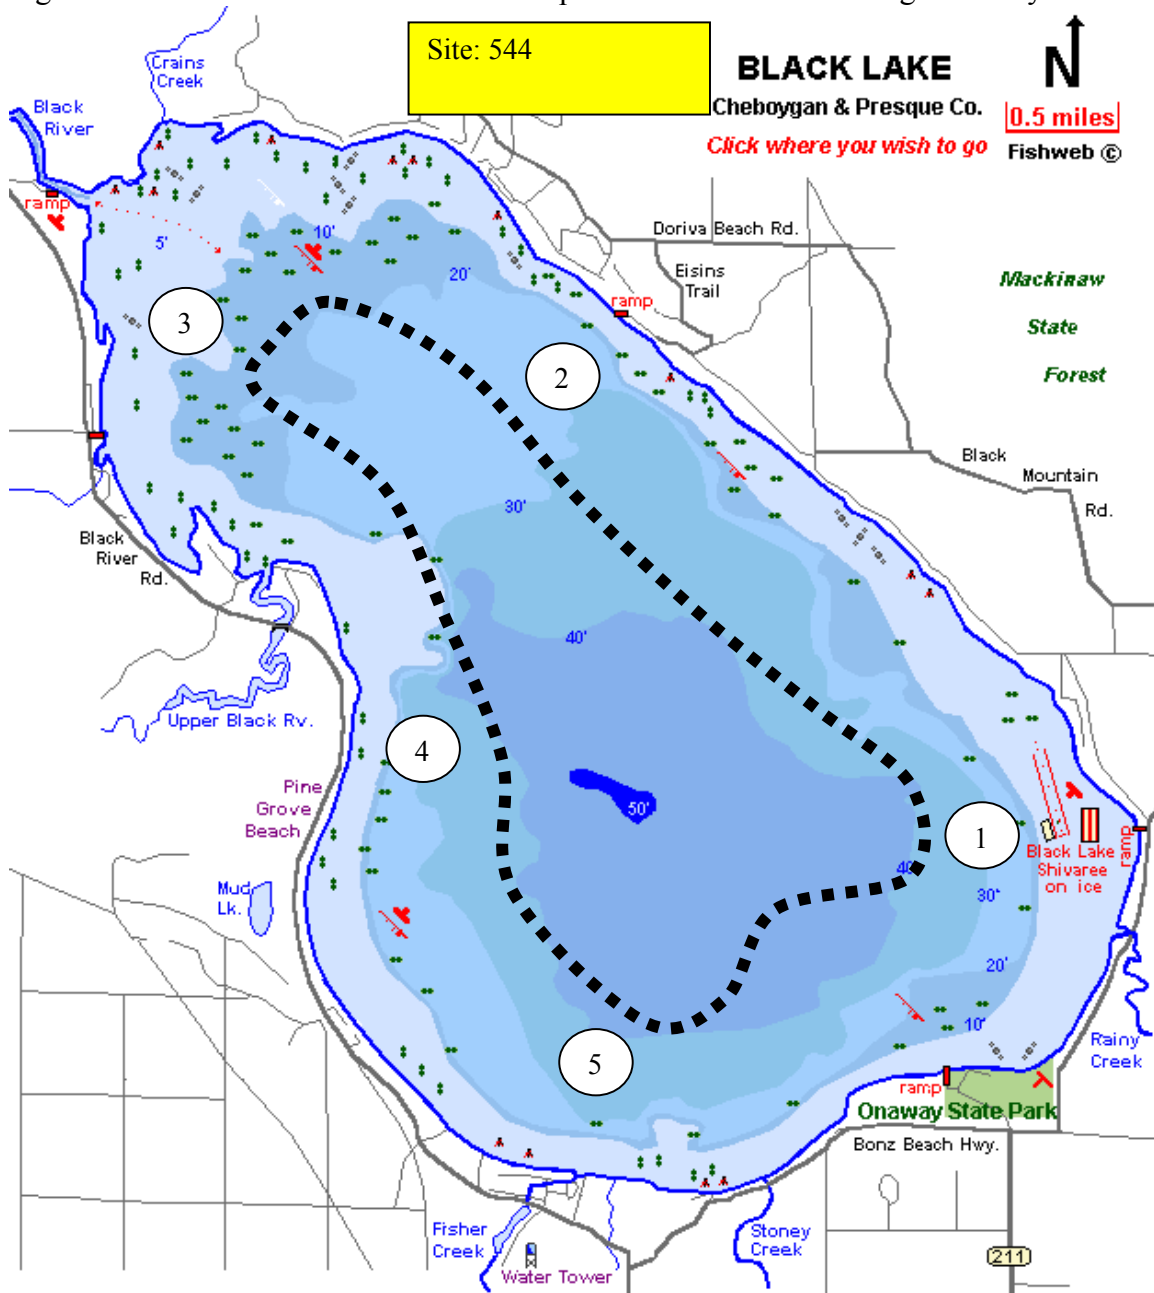 Site: 544
BLACK LAKE
Cheboygan & Presque Co.
Click where you wish to go
N
0.5 miles
Fishweb ©
Crains
Creek
Black
River
ramp
5'
10'
20'
Doriva Beach Rd.
Eisins
Trail
ramp
Mackinaw
State
Forest
3
2
Black
Mountain
Rd.
30'
Black
River
Rd.
40'
Upper Black Rv.
4
Pine
Grove
Beach
50'
1
ramp
Black Lake
Shivaree
on ice
40'
30'
Mud
Lk.
20'
10'
Rainy
Creek
5
ramp
Onaway State Park
Bonz Beach Hwy.
Fisher
Creek
Stoney
Creek
Water Tower
211